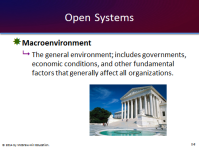 Open Systems
Macroenvironment
The general environment; includes governments,
economic conditions, and other fundamental
factors that generally affect all organizations.